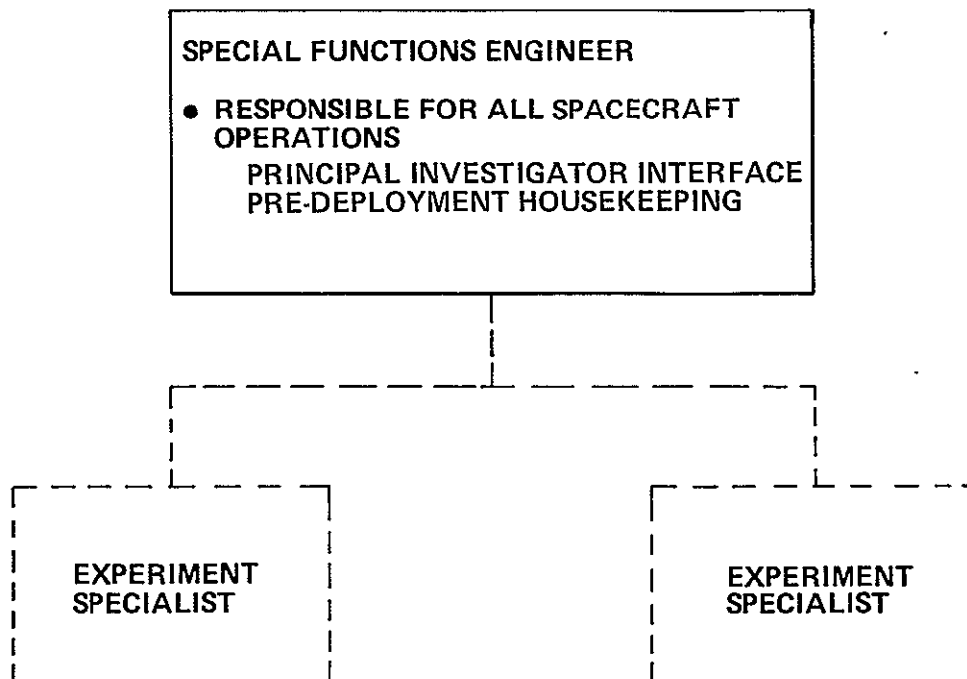 SPECIAL FUNCTIONS ENGINEER
● RESPONSIBLE FOR ALL SPACECRAFT
OPERATIONS
PRINCIPAL INVESTIGATOR INTERFACE
PRE-DEPLOYMENT HOUSEKEEPING
EXPERIMENT
SPECIALIST
EXPERIMENT
SPECIALIST